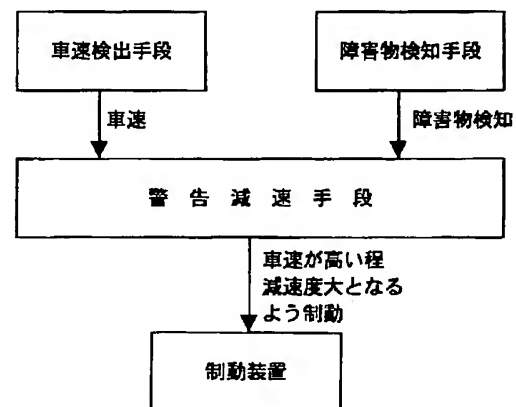 車速検出手段
障害物検知手段
車速
障害物検知
警告減速手段
車速が高い程
減速度大となる
よう制動
制動装置